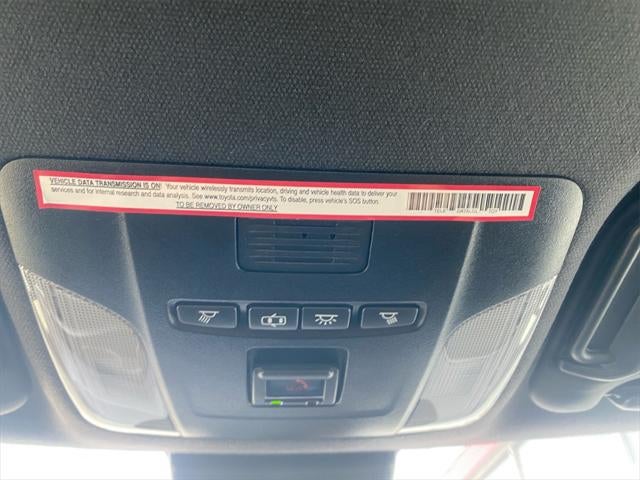 VEHICLE DATA TRANSMISSION IS ON! Your vehicle wirelessly transmits location, driving and vehicle health data to deliver your
services and for internal research and data analysis. See www.toyota.com/privacyvts. To disable, press vehicle's SOS button.
TO BE REMOVED BY OWNER ONLY